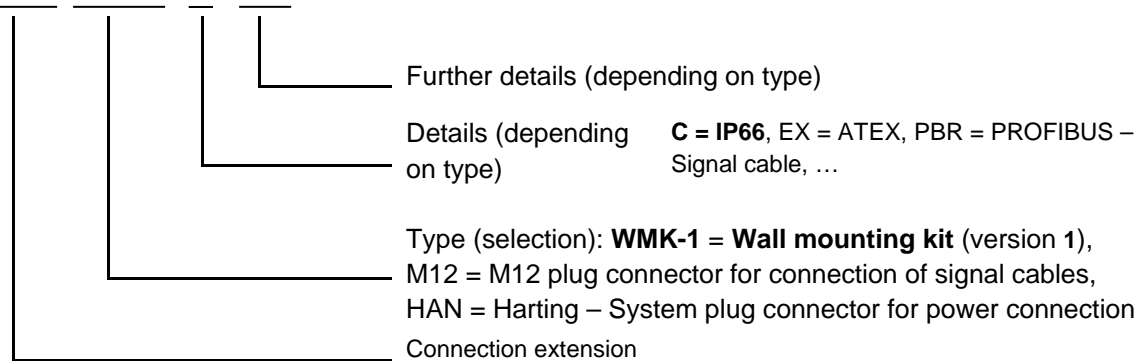 Further details (depending on type)
Details (depending on type)
C = IP66, EX = ATEX, PBR = PROFIBUS –
Signal cable, …
Type (selection): WMK-1 = Wall mounting kit (version 1),
M12 = M12 plug connector for connection of signal cables,
HAN = Harting – System plug connector for power connection
Connection extension